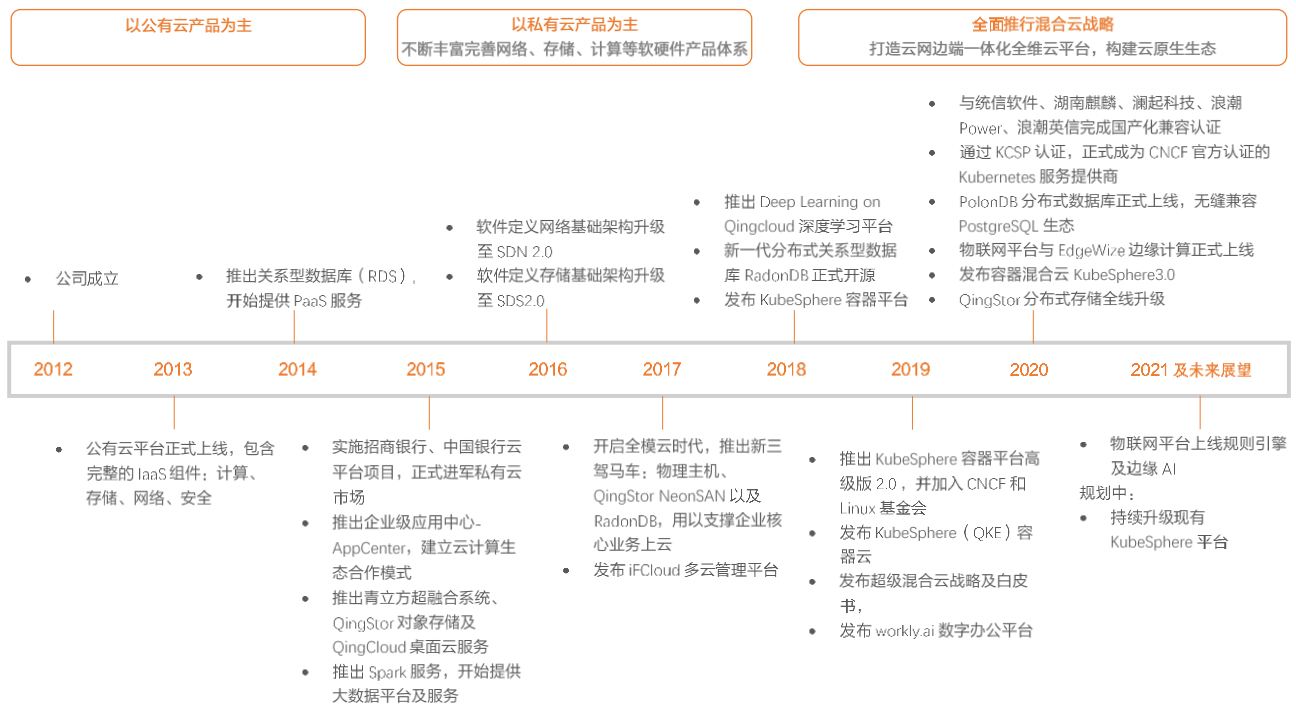 以公有云产品为主
以私有云产品为主
不断丰富完善网络、存储、计算等软硬件产品体系
全面推行混合云战略
打造云网边端一体化全维云平台，构建云原生生态
• 公司成立
• 推出关系型数据库（RDS），
开始提供 PaaS 服务
• 软件定义网络基础架构升级
至 SDN 2.0
• 软件定义存储基础架构升级
至 SDS2.0
• 推出 Deep Learning on
Qingcloud 深度学习平台
• 新一代分布式关系型数据
库 RadonDB 正式开源
• 发布 KubeSphere 容器平台
• 与统信软件、湖南麒麟、澜起科技、浪潮
Power、浪潮英信完成国产化兼容认证
• 通过 KCSP 认证，正式成为 CNCF 官方认证的
Kubernetes 服务提供商
• PolonDB 分布式数据库正式上线，无缝兼容
PostgreSQL 生态
• 物联网平台与 EdgeWize 边缘计算正式上线
• 发布容器混合云 KubeSphere3.0
• QingStor 分布式存储全线升级
2012 2013 2014 2015 2016 2017 2018 2019 2020 2021 及未来展望
• 公有云平台正式上线，包含
完整的 IaaS 组件：计算、
存储、网络、安全
• 实施招商银行、中国银行云
平台项目，正式进军私有云
市场
• 推出企业级应用中心-
AppCenter，建立云计算生
态合作模式
• 推出青立方超融合系统、
QingStor 对象存储及
QingCloud 桌面云服务
• 推出 Spark 服务，开始提供
大数据平台及服务
• 开启全模云时代，推出新三
驾马车：物理主机、
QingStor NeonSAN 以及
RadonDB，用以支撑企业核
心业务上云
• 发布 iFCloud 多云管理平台
• 推出 KubeSphere 容器平台高
级版 2.0 ，并加入 CNCF 和
Linux 基金会
• 发布 KubeSphere（QKE）容
器云
• 发布超级混合云战略及白皮
书，
• 发布 workly.ai 数字办公平台
• 物联网平台上线规则引擎
及边缘 AI
规划中：
• 持续升级现有
KubeSphere 平台